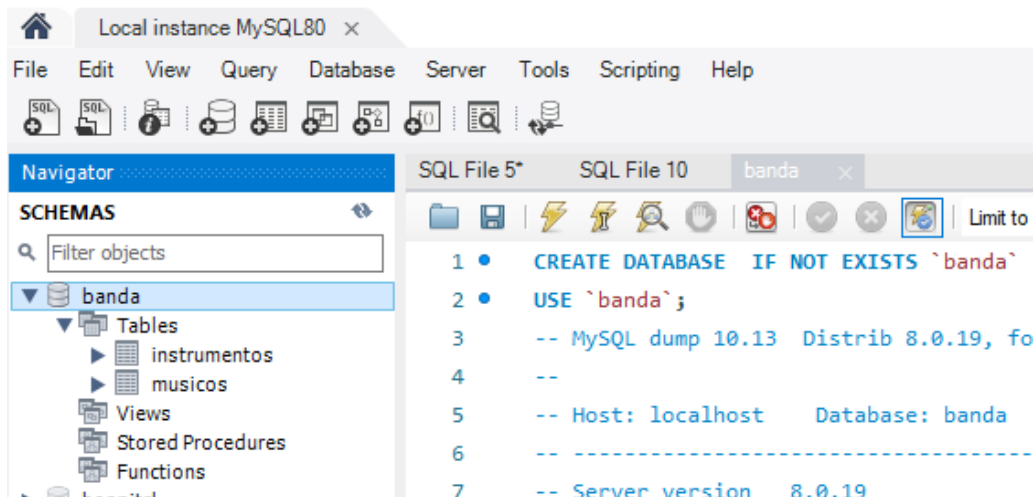 Local instance MySQL80
File Edit View Query Database Server Tools Scripting Help
Navigator
SCHEMAS
Filter objects
banda
Tables
instrumentos
musicos
Views
Stored Procedures
Functions
SQL File 5* SQL File 10 banda
Limit to
1 CREATE DATABASE IF NOT EXISTS `banda`
2 USE `banda`;
3 -- MySQL dump 10.13 Distrib 8.0.19, fo
4 --
5 -- Host: localhost Database: banda
6 -- ------------------------------------
7 -- Server version 8.0.19